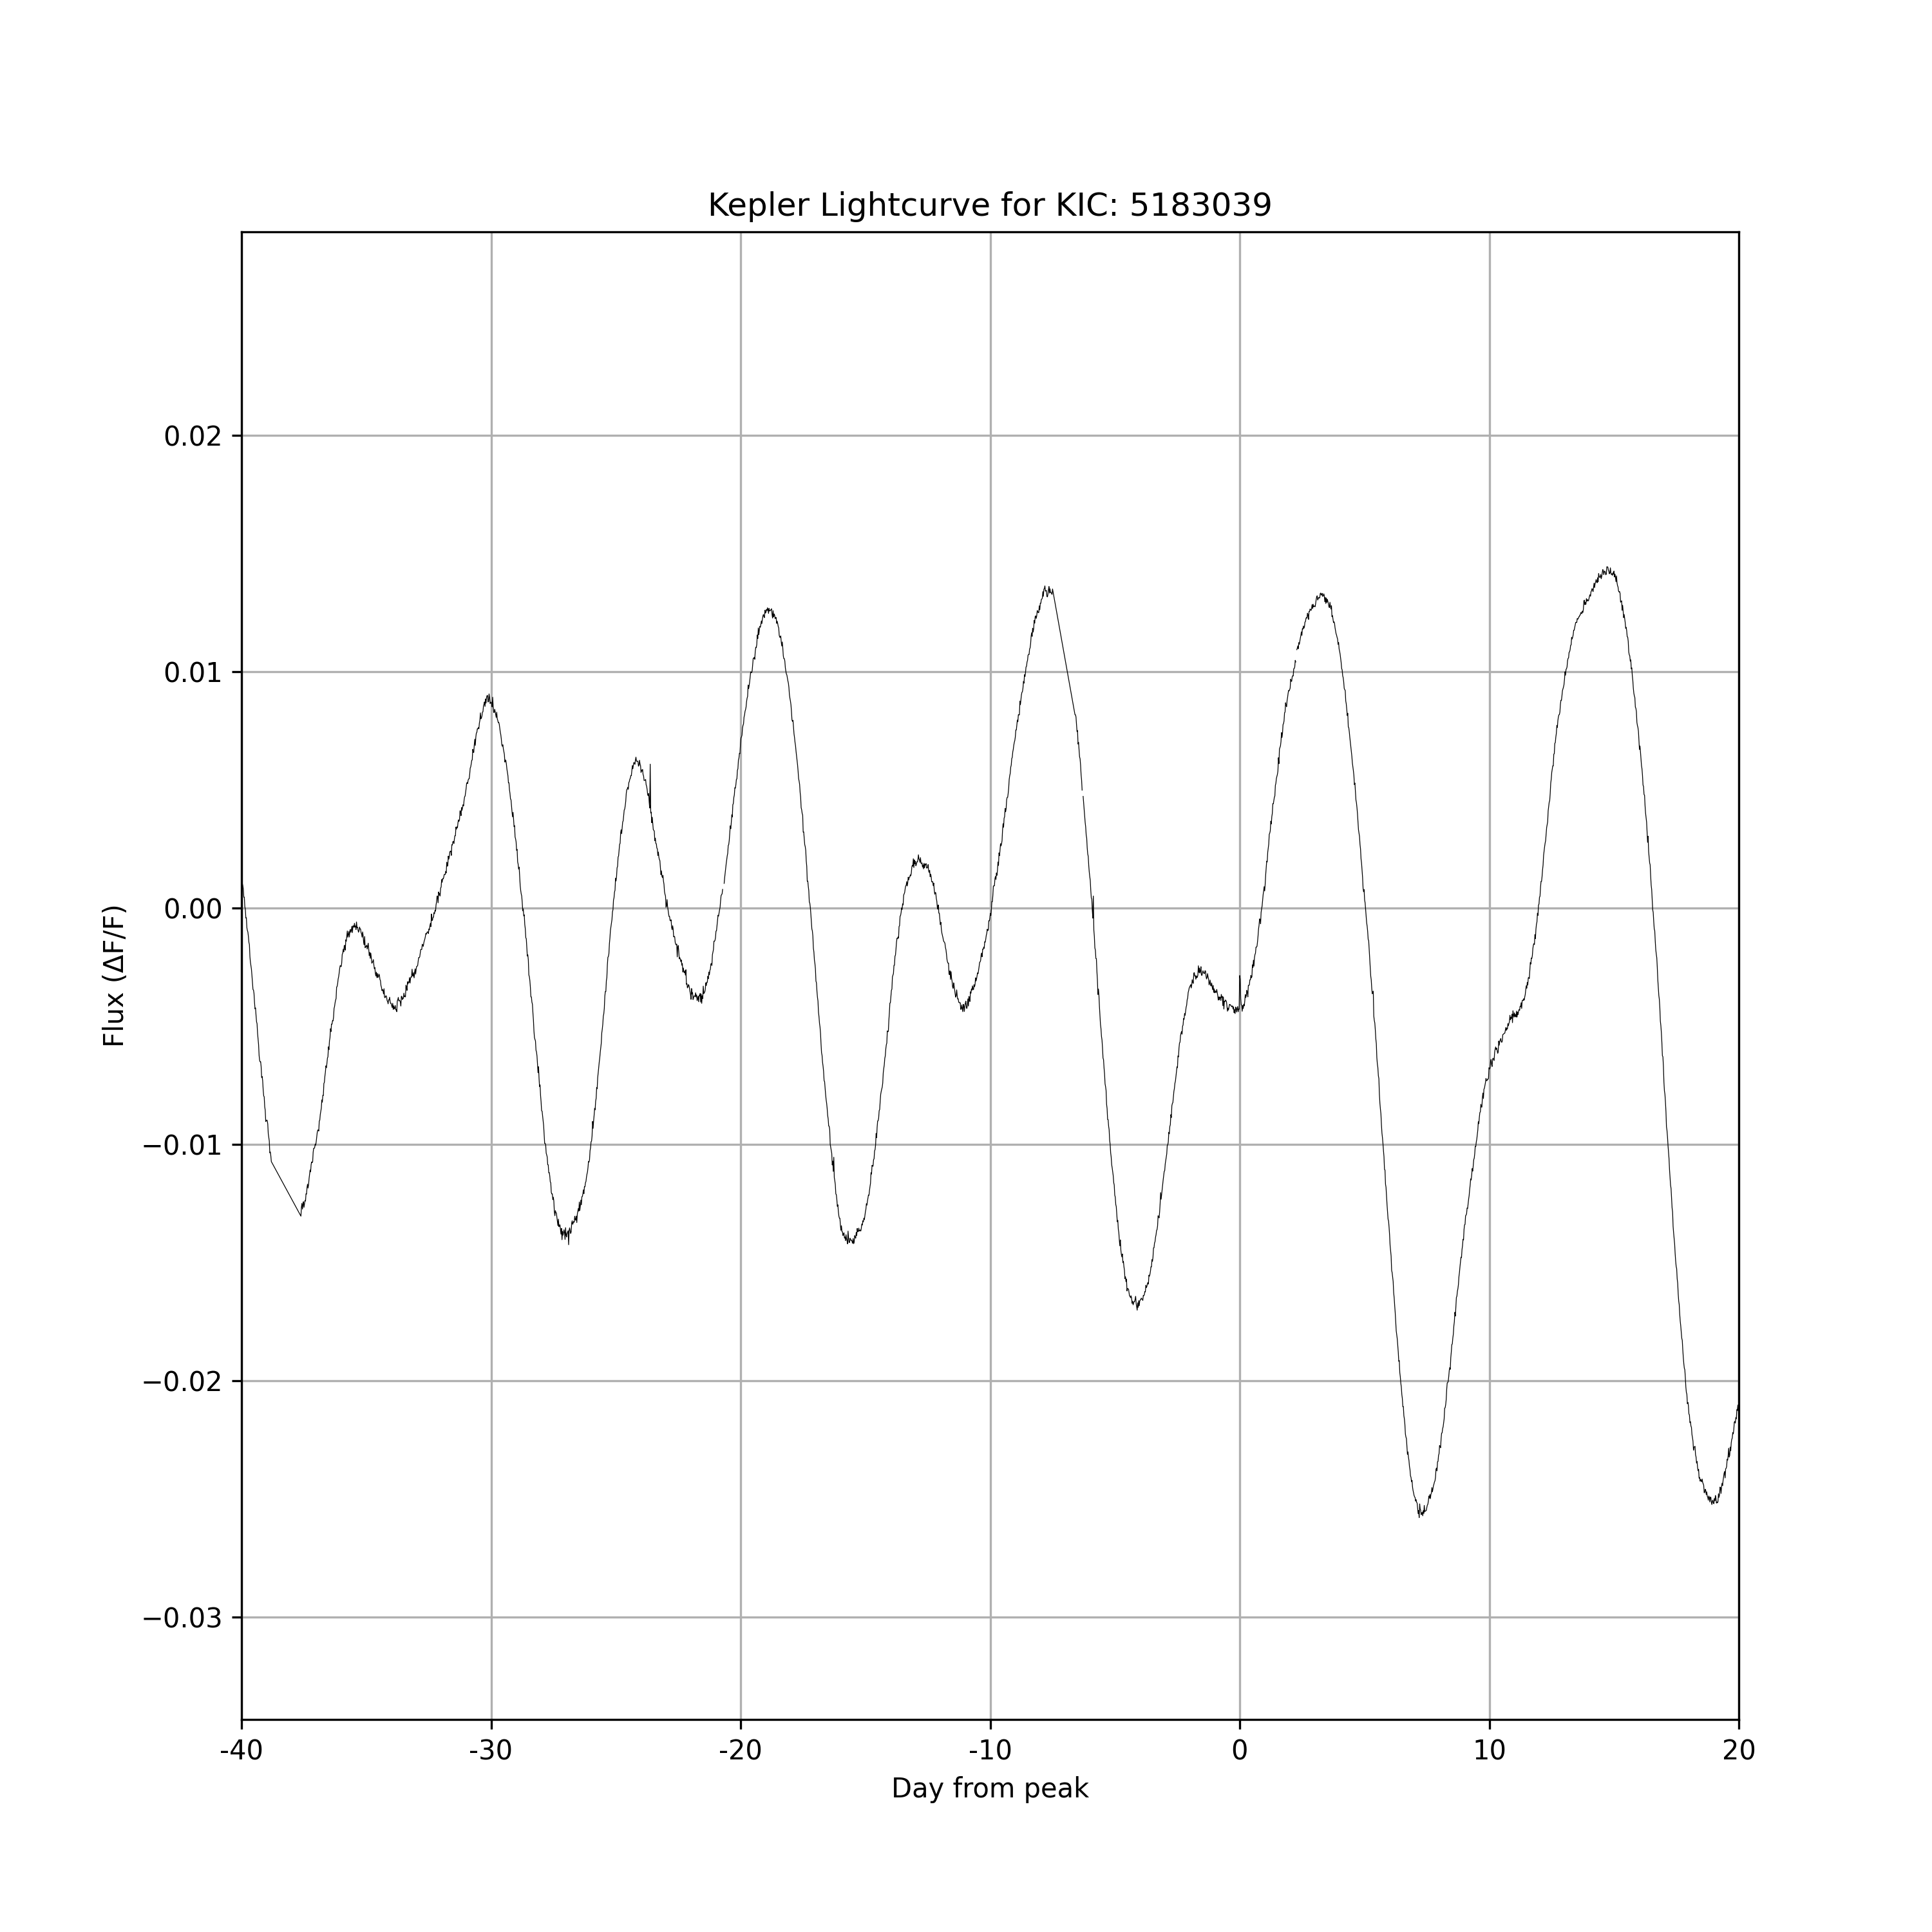 Kepler Lightcurve for KIC: 5183039
0.02
0.01
0.00
−0.01
−0.02
−0.03
Flux (ΔF/F)
-40 -30 -20 -10 0 10 20
Day from peak